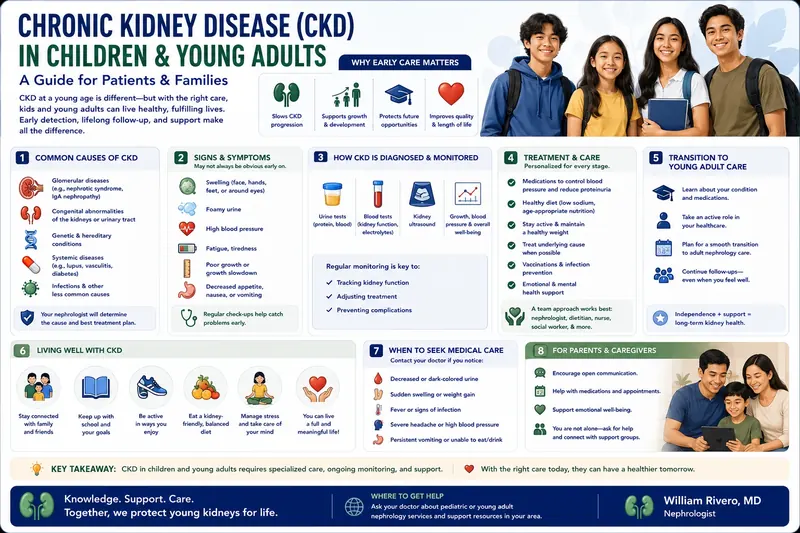 CHRONIC KIDNEY DISEASE (CKD)
IN CHILDREN & YOUNG ADULTS
A Guide for Patients & Families
CKD at a young age is different—but with the right care,
kids and young adults can live healthy, fulfilling lives.
Early detection, lifelong follow-up, and support make
all the difference.
WHY EARLY CARE MATTERS
Slows CKD
progression
Supports growth
& development
Protects future
opportunities
Improves quality
& length of life
1 COMMON CAUSES OF CKD
Glomerular diseases
(e.g., nephrotic syndrome,
IgA nephropathy)
Congenital abnormalities
of the kidneys or urinary tract
Genetic & hereditary
conditions
Systemic diseases
(e.g., lupus, vasculitis,
diabetes)
Infections & other
less common causes
Your nephrologist will determine
the cause and best treatment plan.
2 SIGNS & SYMPTOMS
May not always be obvious early on.
Swelling (face, hands,
feet, or around eyes)
Foamy urine
High blood pressure
Fatigue, tiredness
Poor growth or
growth slowdown
Decreased appetite,
nausea, or vomiting
Regular check-ups help catch
problems early.
3 HOW CKD IS DIAGNOSED & MONITORED
Urine tests
(protein, blood)
Blood tests
(kidney function,
electrolytes)
Kidney
ultrasound
Growth, blood
pressure & overall
well-being
Regular monitoring is key to:
Tracking kidney function
Adjusting treatment
Preventing complications
4 TREATMENT & CARE
Personalized for every stage.
Medications to control blood
pressure and reduce proteinuria
Healthy diet (low sodium,
age-appropriate nutrition)
Stay active & maintain
a healthy weight
Treat underlying cause
when possible
Vaccinations & infection
prevention
Emotional & mental
health support
A team approach works best:
nephrologist, dietitian, nurse,
social worker, & more.
5 TRANSITION TO
YOUNG ADULT CARE
Learn about your condition
and medications.
Take an active role in
your healthcare.
Plan for a smooth transition
to adult nephrology care.
Continue follow-ups—
even when you feel well.
Independence + support =
long-term kidney health.
6 LIVING WELL WITH CKD
Stay connected
with family
and friends
Keep up with
school and
your goals
Be active
in ways you
enjoy
Eat a kidney-
friendly, balanced
diet
Manage stress
and take care of
your mind
You can live
a full and
meaningful life!
7 WHEN TO SEEK MEDICAL CARE
Contact your doctor if you notice:
Decreased or dark-colored urine
Sudden swelling or weight gain
Fever or signs of infection
Severe headache or high blood pressure
Persistent vomiting or unable to eat/drink
8 FOR PARENTS & CAREGIVERS
Encourage open communication.
Help with medications and appointments.
Support emotional well-being.
You are not alone—ask for help
and connect with support groups.
KEY TAKEAWAY: CKD in children and young adults requires specialized care, ongoing monitoring, and support.
With the right care today, they can have a healthier tomorrow.
Knowledge. Support. Care.
Together, we protect young kidneys for life.
WHERE TO GET HELP
Ask your doctor about pediatric or young adult
nephrology services and support resources in your area.
William Rivero, MD
Nephrologist